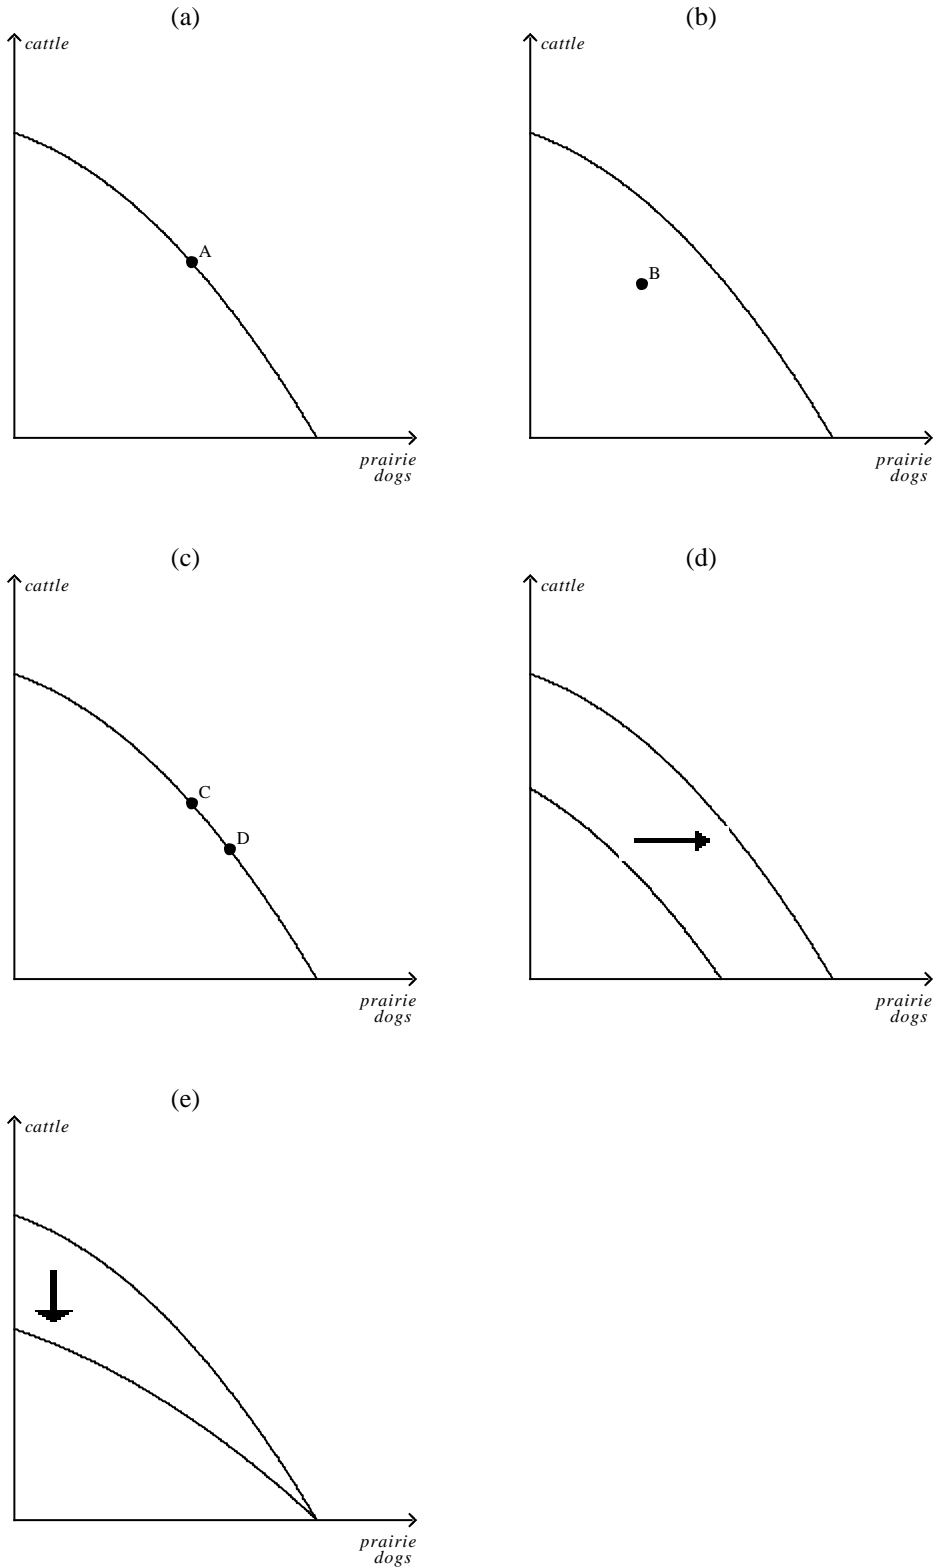 (a)
cattle
A
prairie
dogs
(b)
cattle
B
prairie
dogs
(c)
cattle
C
D
prairie
dogs
(d)
cattle
prairie
dogs
(e)
cattle
prairie
dogs